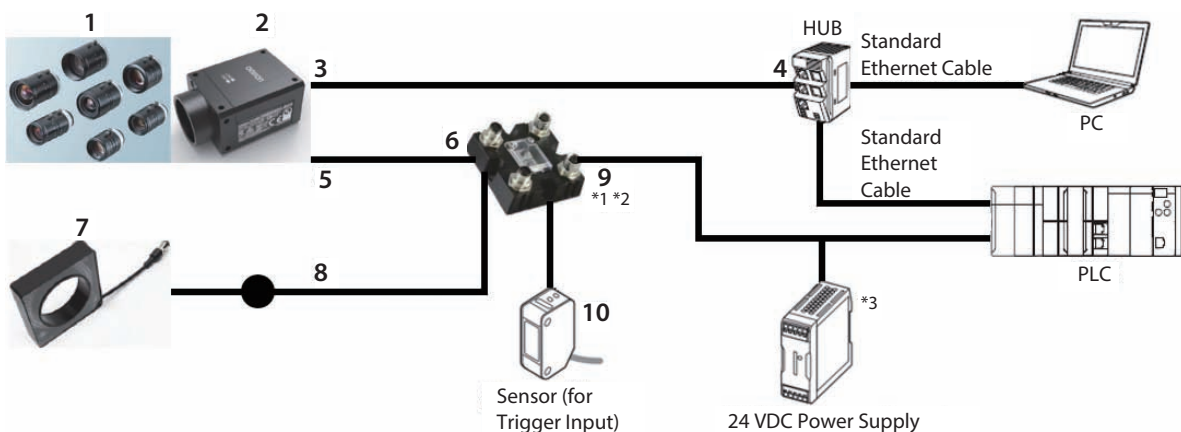 1
2
3
HUB
4
Standard
Ethernet Cable
PC
5
6
9
*1 *2
Standard
Ethernet
Cable
PLC
7
8
10
*3
Sensor (for
Trigger Input)
24 VDC Power Supply